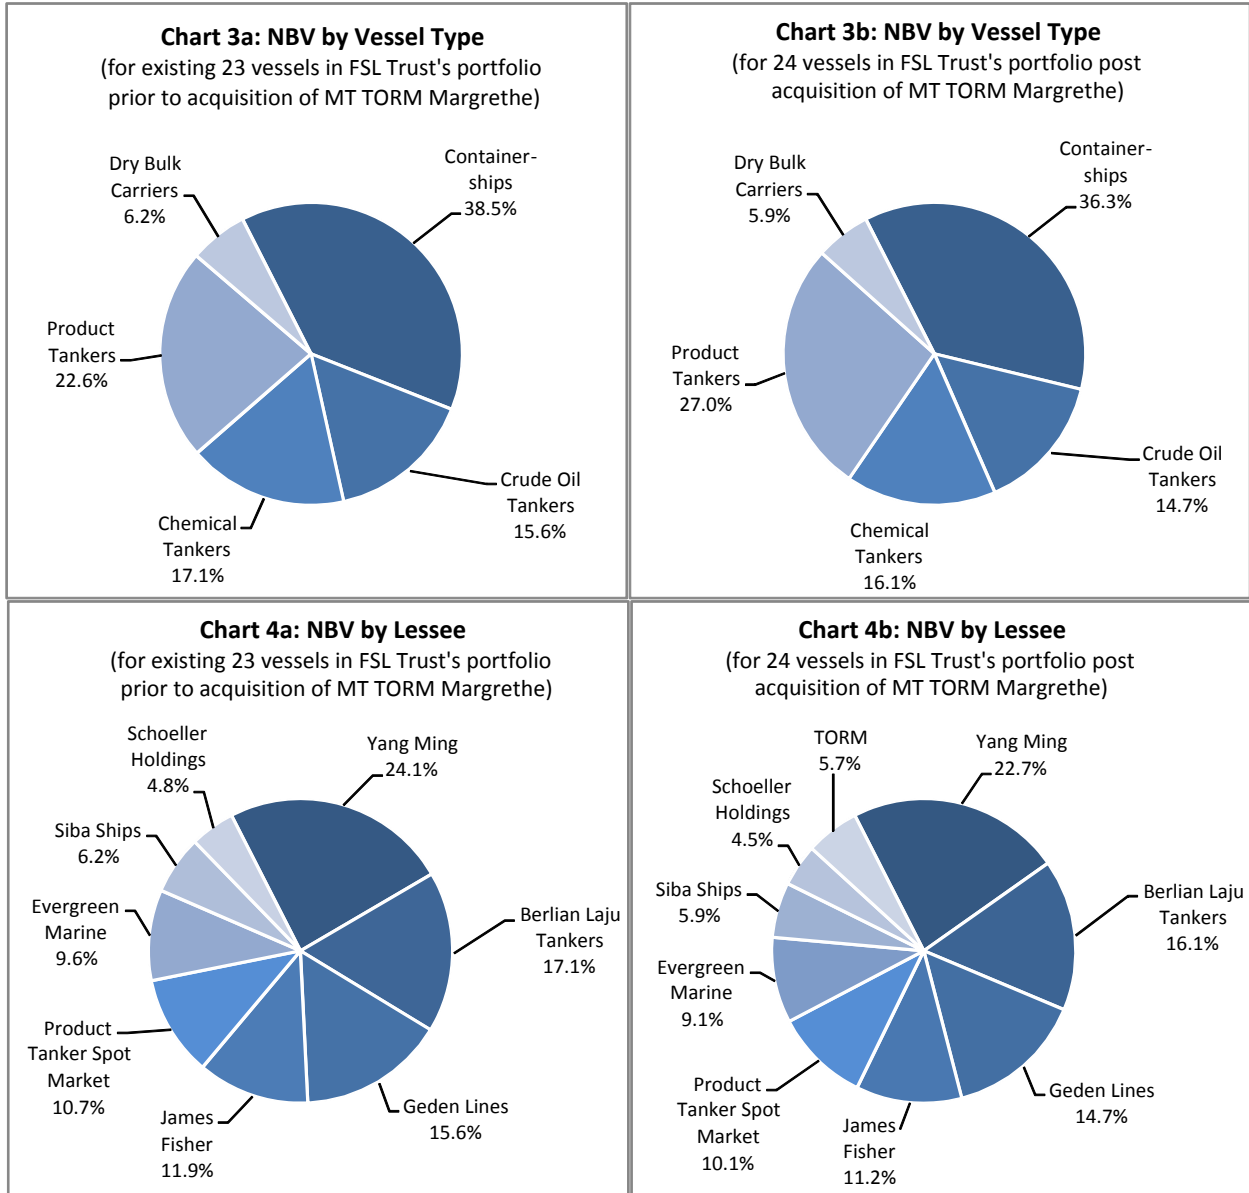 Chart 3a: NBV by Vessel Type
(for existing 23 vessels in FSL Trust's portfolio
prior to acquisition of MT TORM Margrethe)
Dry Bulk
Carriers
6.2%
Container-
ships
38.5%
Product
Tankers
22.6%
Crude Oil
Tankers
15.6%
Chemical
Tankers
17.1%
Chart 3b: NBV by Vessel Type
(for 24 vessels in FSL Trust's portfolio post
acquisition of MT TORM Margrethe)
Dry Bulk
Carriers
5.9%
Container-
ships
36.3%
Product
Tankers
27.0%
Crude Oil
Tankers
14.7%
Chemical
Tankers
16.1%
Chart 4a: NBV by Lessee
(for existing 23 vessels in FSL Trust's portfolio
prior to acquisition of MT TORM Margrethe)
Schoeller
Holdings
4.8%
Yang Ming
24.1%
Siba Ships
6.2%
Evergreen
Marine
9.6%
Berlian Laju
Tankers
17.1%
Product
Tanker Spot
Market
10.7%
James
Fisher
11.9%
Geden Lines
15.6%
Chart 4b: NBV by Lessee
(for 24 vessels in FSL Trust's portfolio post
acquisition of MT TORM Margrethe)
TORM
5.7%
Yang Ming
22.7%
Schoeller
Holdings
4.5%
Siba Ships
5.9%
Berlian Laju
Tankers
16.1%
Evergreen
Marine
9.1%
Product
Tanker Spot
Market
10.1%
James
Fisher
11.2%
Geden Lines
14.7%